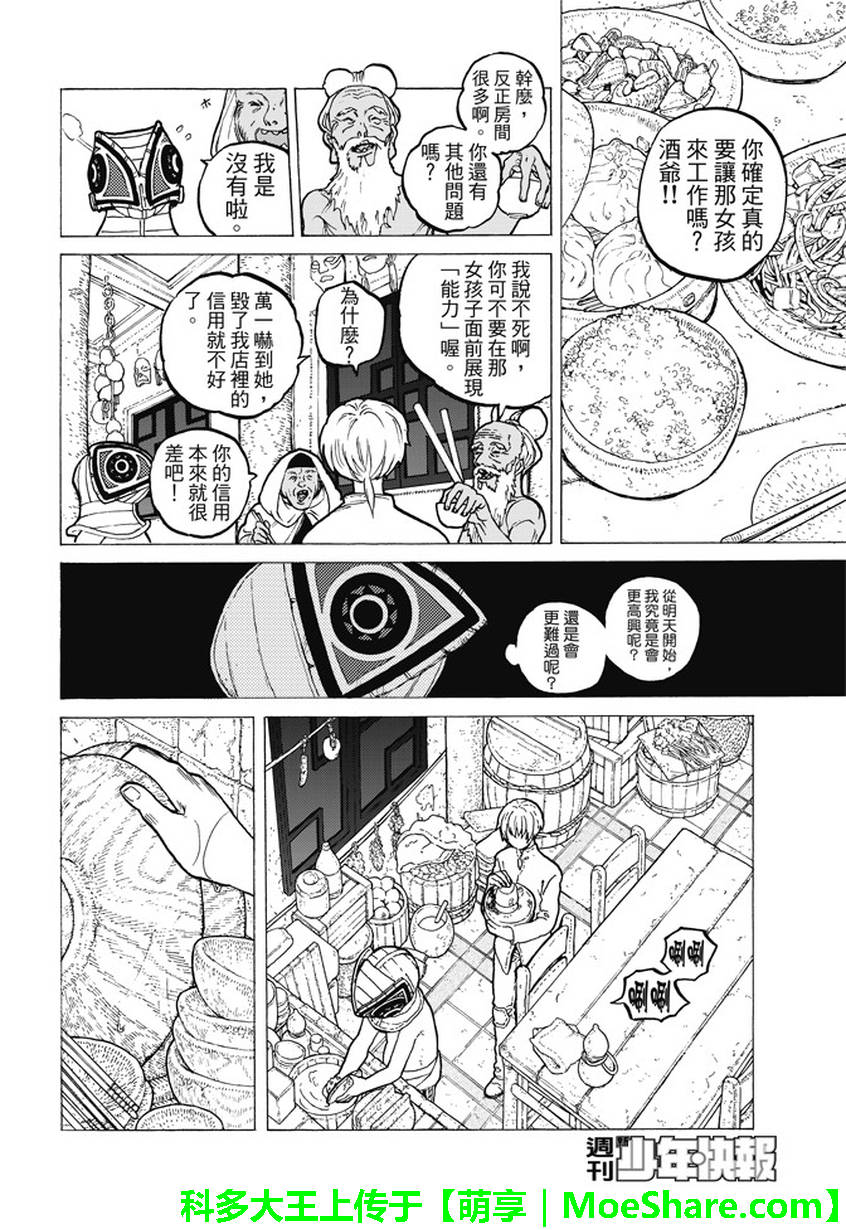 你確定真的
要讓那女孩
來工作嗎？
酒爺!!
幹麼，
反正房間
很多啊。
你還有
其他問題
嗎？
我是
沒有啦。
我說不死啊，
你可不要在那
女孩子面前展現
「能力」喔。
為什麼？
萬一嚇到她，
毀了我店裡的
信用就不好
了。
你的信用
本來就很
差吧！
從明天開始，
我究竟是會
更高興呢？
還是會
更難過呢？
週刊新少年快報
科多大王上传于【萌享｜MoeShare.com】